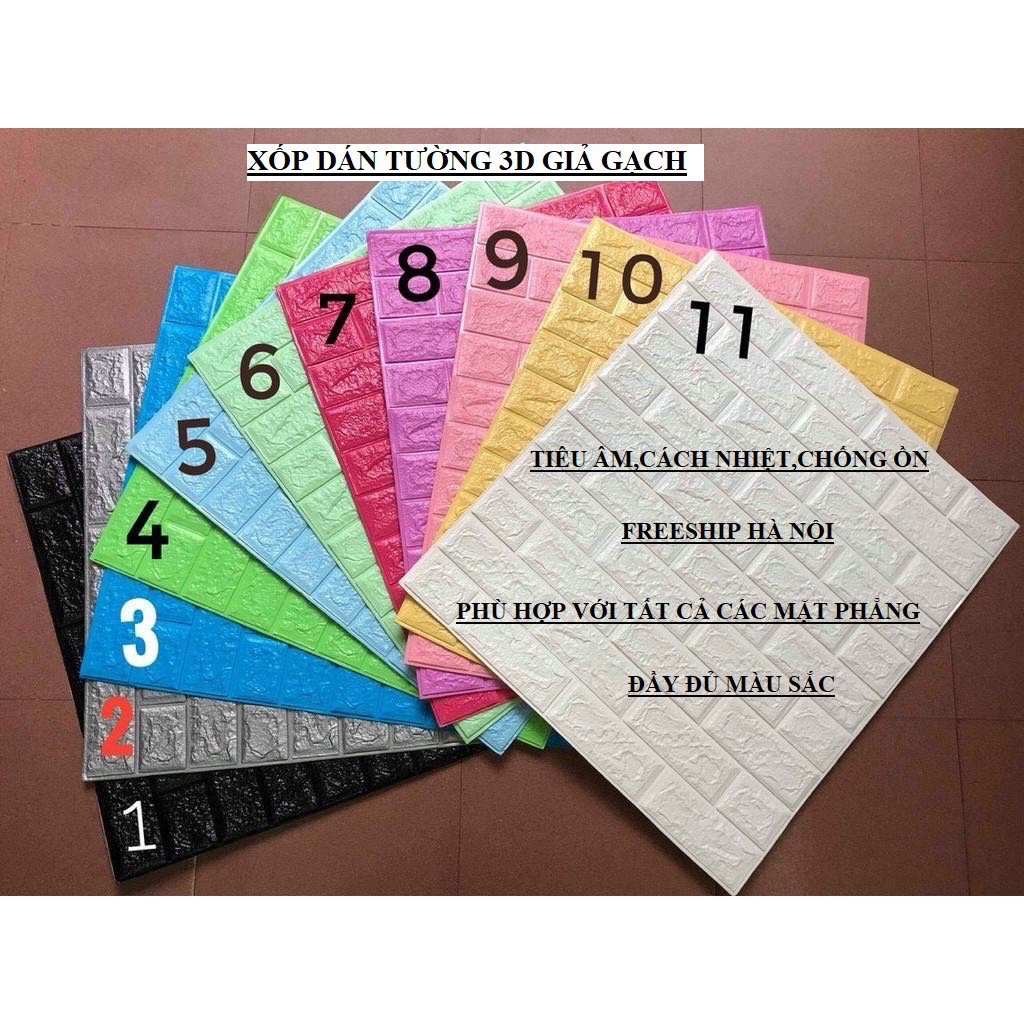 XỐP DÁN TƯỜNG 3D GIẢ GẠCH
8
9
10
11
7
6
5
4
3
2
1
TIÊU ÂM,CÁCH NHIỆT,CHỐNG ỒN
FREESHIP HÀ NỘI
PHÙ HỢP VỚI TẤT CẢ CÁC MẶT PHẲNG
ĐẦY ĐỦ MÀU SẮC